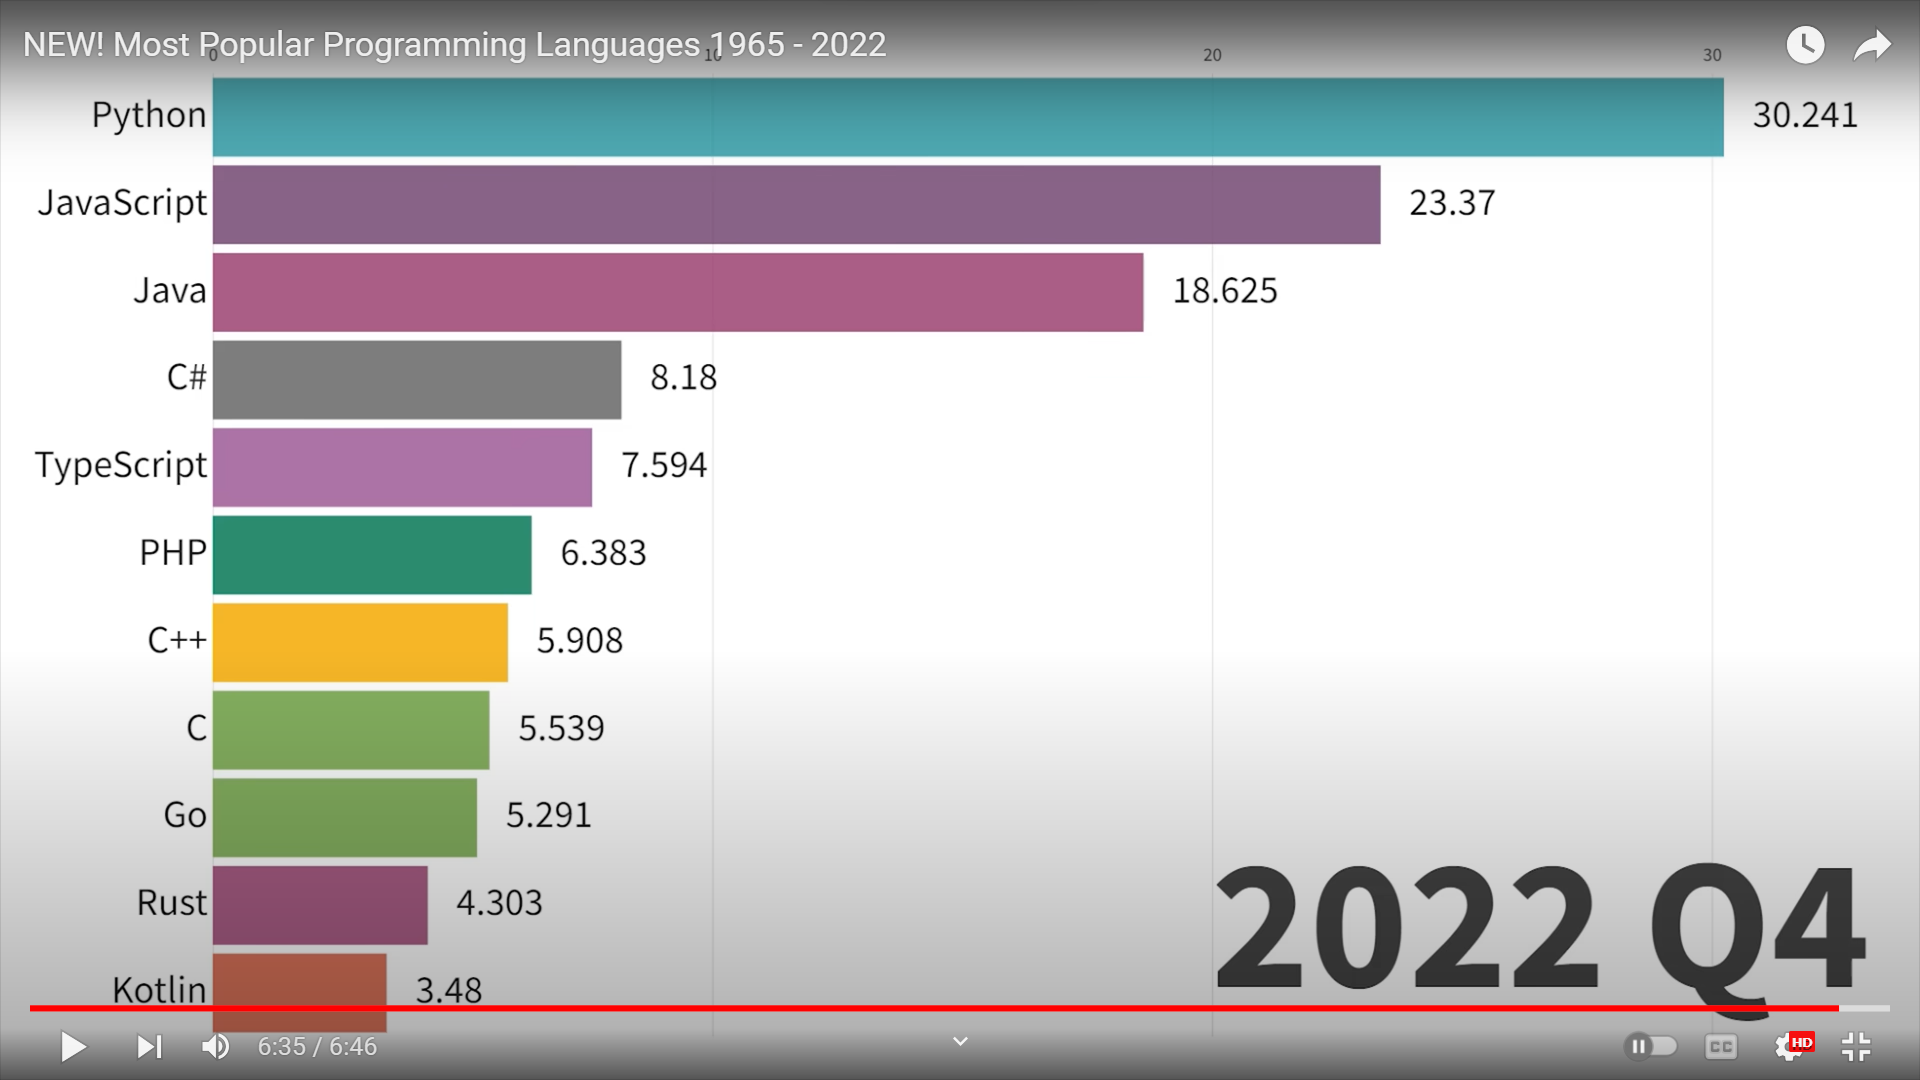 NEW! Most Popular Programming Languages 1965 - 2022
0 10 20 30
Python 30.241
JavaScript 23.37
Java 18.625
C# 8.18
TypeScript 7.594
PHP 6.383
C++ 5.908
C 5.539
Go 5.291
Rust 4.303
Kotlin 3.48
2022 Q4
6:35 / 6:46
CC
HD